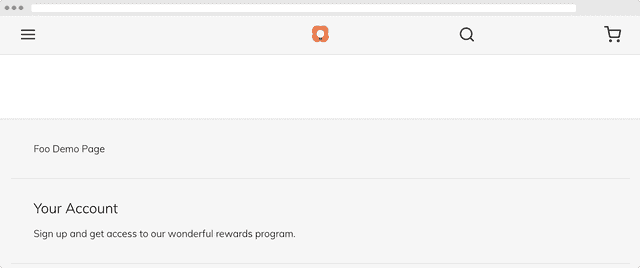 Foo Demo Page
Your Account
Sign up and get access to our wonderful rewards program.